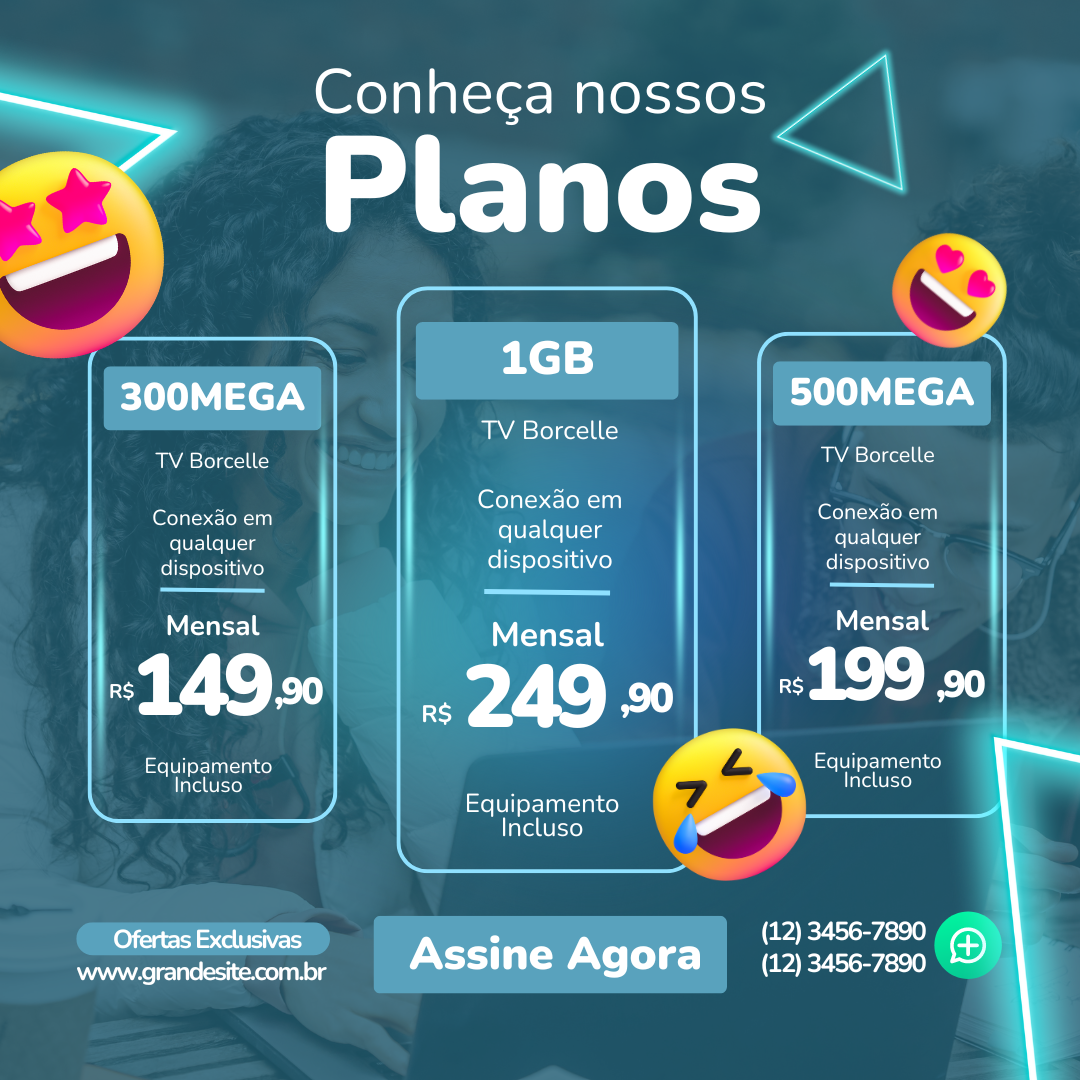 Conheça nossos
Planos
300MEGA
TV Borcelle
Conexão em
qualquer
dispositivo
Mensal
R$149,90
Equipamento
Incluso
1GB
TV Borcelle
Conexão em
qualquer
dispositivo
Mensal
R$ 249,90
Equipamento
Incluso
500MEGA
TV Borcelle
Conexão em
qualquer
dispositivo
Mensal
R$199,90
Equipamento
Incluso
Ofertas Exclusivas
www.grandesite.com.br
Assine Agora
(12) 3456-7890
(12) 3456-7890